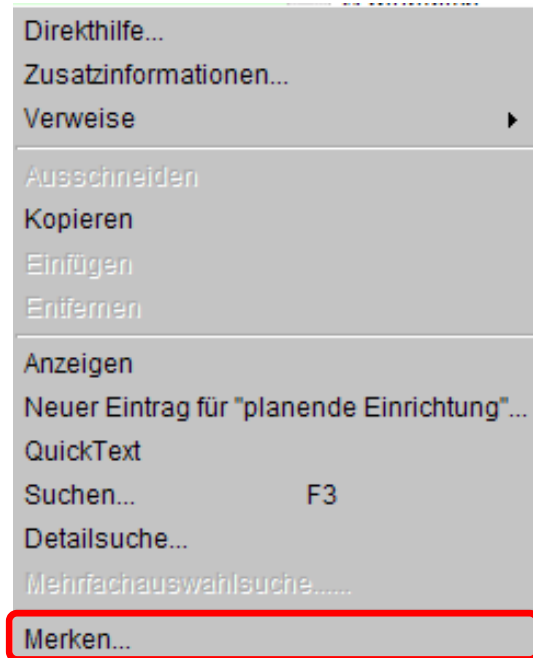 Direkthilfe...
Zusatzinformationen...
Verweise
Ausschneiden
Kopieren
Einfügen
Entfernen
Anzeigen
Neuer Eintrag für "planende Einrichtung"...
QuickText
Suchen... F3
Detailsuche...
Mehrfachauswahlsuche......
Merken...